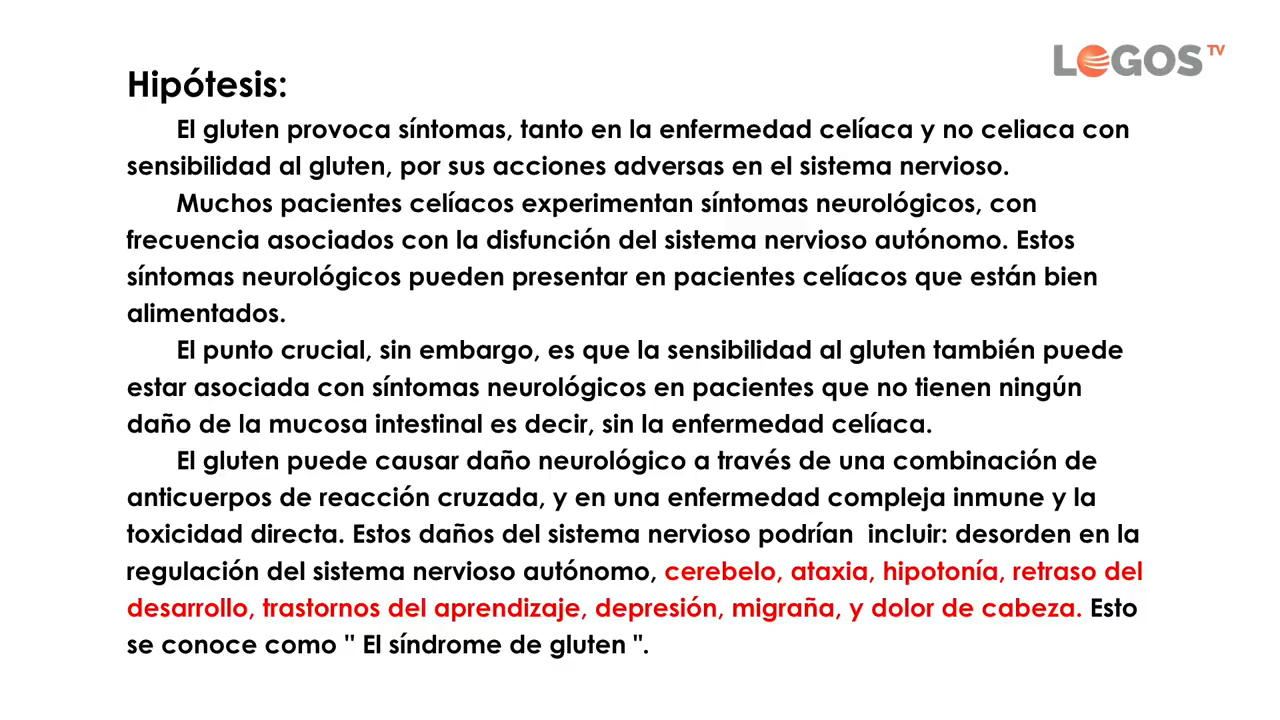 LOGOS TV
Hipótesis:
El gluten provoca síntomas, tanto en la enfermedad celíaca y no celiaca con
sensibilidad al gluten, por sus acciones adversas en el sistema nervioso.
Muchos pacientes celíacos experimentan síntomas neurológicos, con
frecuencia asociados con la disfunción del sistema nervioso autónomo. Estos
síntomas neurológicos pueden presentar en pacientes celíacos que están bien
alimentados.
El punto crucial, sin embargo, es que la sensibilidad al gluten también puede
estar asociada con síntomas neurológicos en pacientes que no tienen ningún
daño de la mucosa intestinal es decir, sin la enfermedad celíaca.
El gluten puede causar daño neurológico a través de una combinación de
anticuerpos de reacción cruzada, y en una enfermedad compleja inmune y la
toxicidad directa. Estos daños del sistema nervioso podrían  incluir: desorden en la
regulación del sistema nervioso autónomo, cerebelo, ataxia, hipotonía, retraso del
desarrollo, trastornos del aprendizaje, depresión, migraña, y dolor de cabeza. Esto
se conoce como " El síndrome de gluten ".